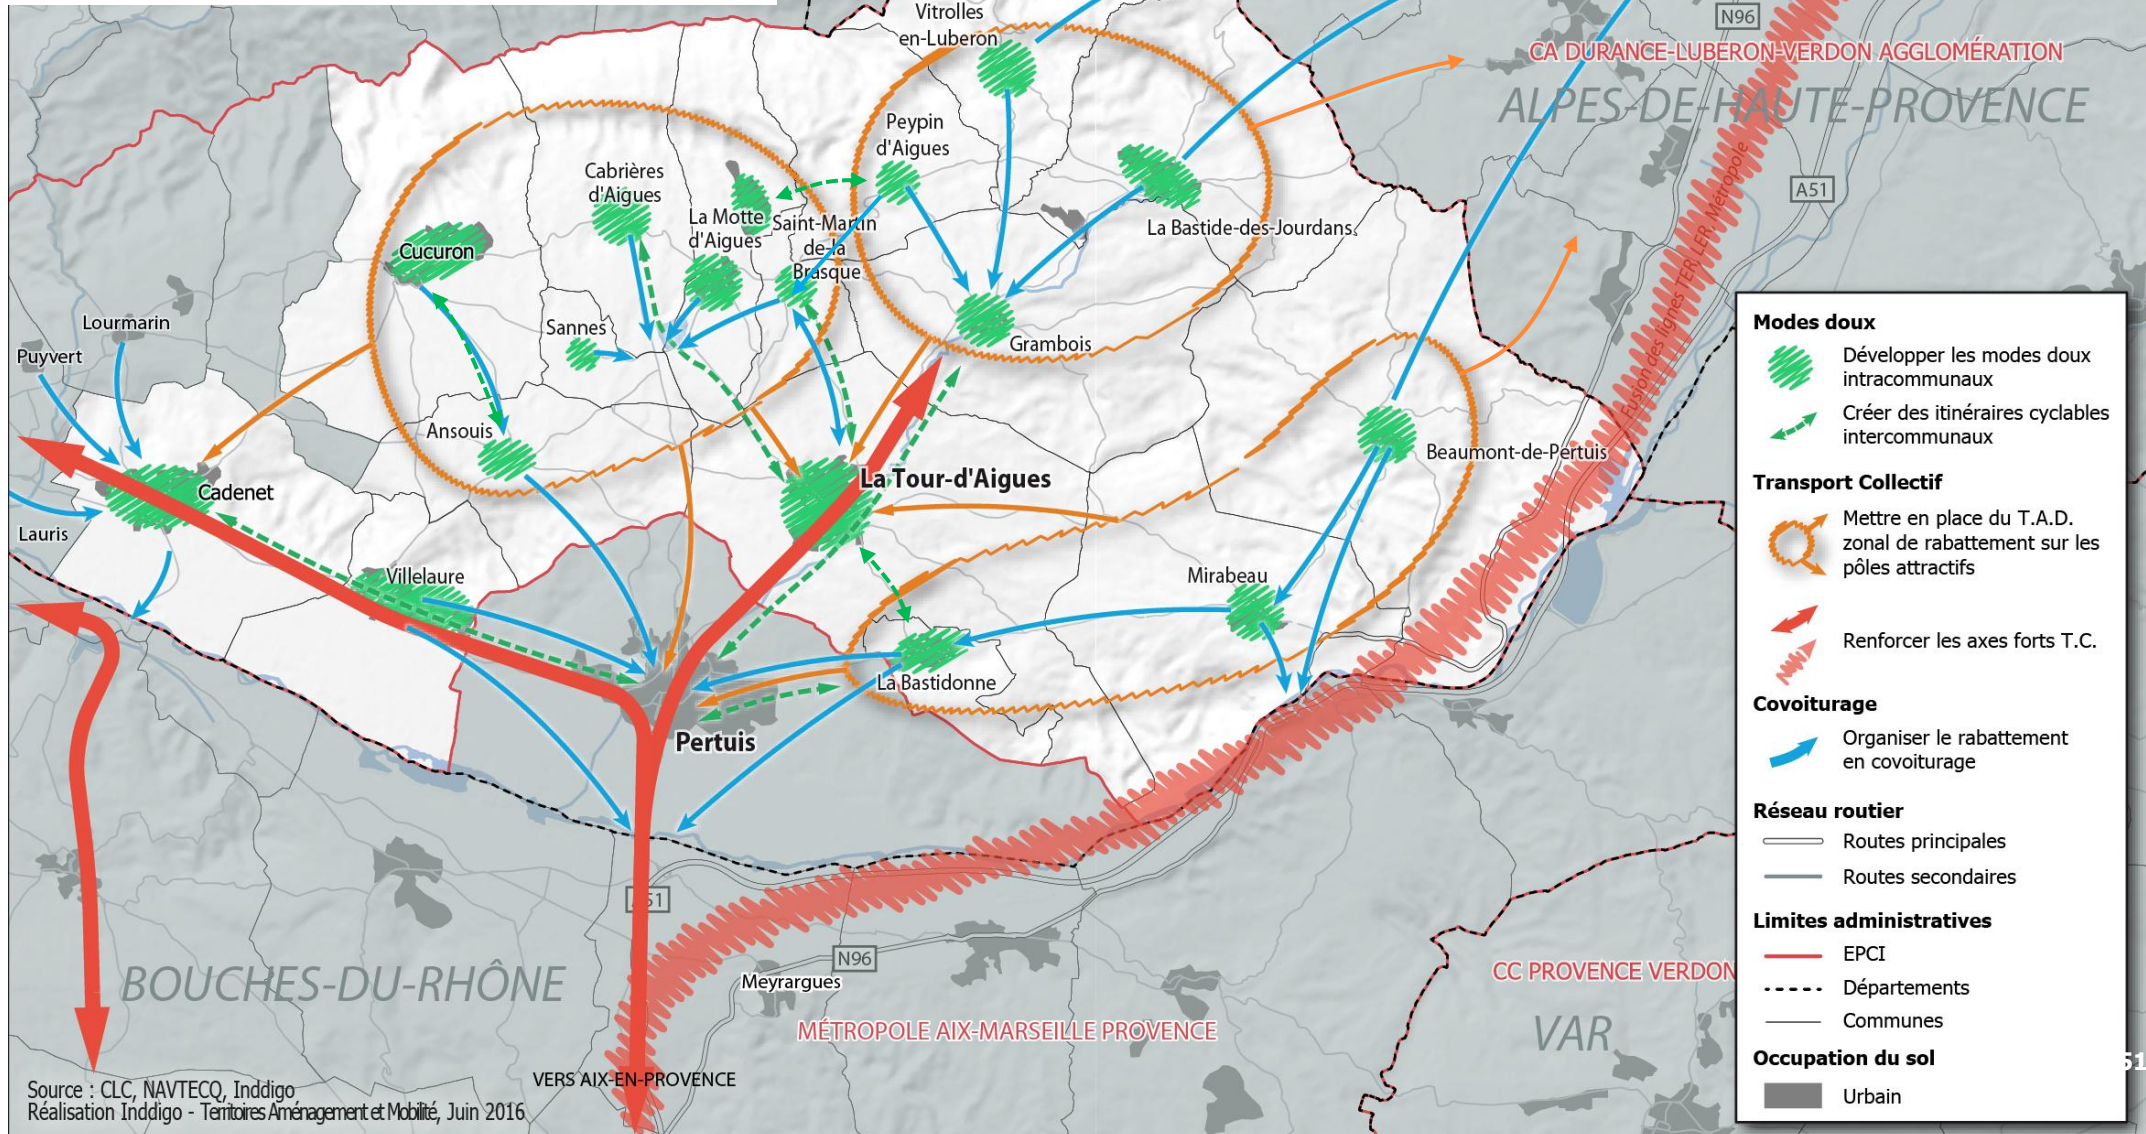 Vitrolles
en-Luberon
N96
CA DURANCE-LUBERON-VERDON AGGLOMÉRATION
ALPES-DE-HAUTE-PROVENCE
Peypin
d'Aigues
Cabrières
d'Aigues
A51
La Motte
d'Aigues
Saint-Martin
de-la
Brasque
La Bastide-des-Jourdans
Cucuron
Fusion des lignes TER, LER, Métropole
Lourmarin
Sannes
Grambois
Puyvert
Ansouis
Beaumont-de-Pertuis
La Tour-d'Aigues
Cadenet
Lauris
Villelaure
Mirabeau
La Bastidonne
Pertuis
A51
N96
Meyrargues
BOUCHES-DU-RHÔNE
CC PROVENCE VERDON
MÉTROPOLE AIX-MARSEILLE PROVENCE
VAR
VERS AIX-EN-PROVENCE
Source : CLC, NAVTECQ, Inddigo
Réalisation Inddigo - Territoires Aménagement et Mobilité, Juin 2016
Modes doux
Développer les modes doux
intracommunaux
Créer des itinéraires cyclables
intercommunaux
Transport Collectif
Mettre en place du T.A.D.
zonal de rabattement sur les
pôles attractifs
Renforcer les axes forts T.C.
Covoiturage
Organiser le rabattement
en covoiturage
Réseau routier
Routes principales
Routes secondaires
Limites administratives
EPCI
Départements
Communes
Occupation du sol
Urbain
51